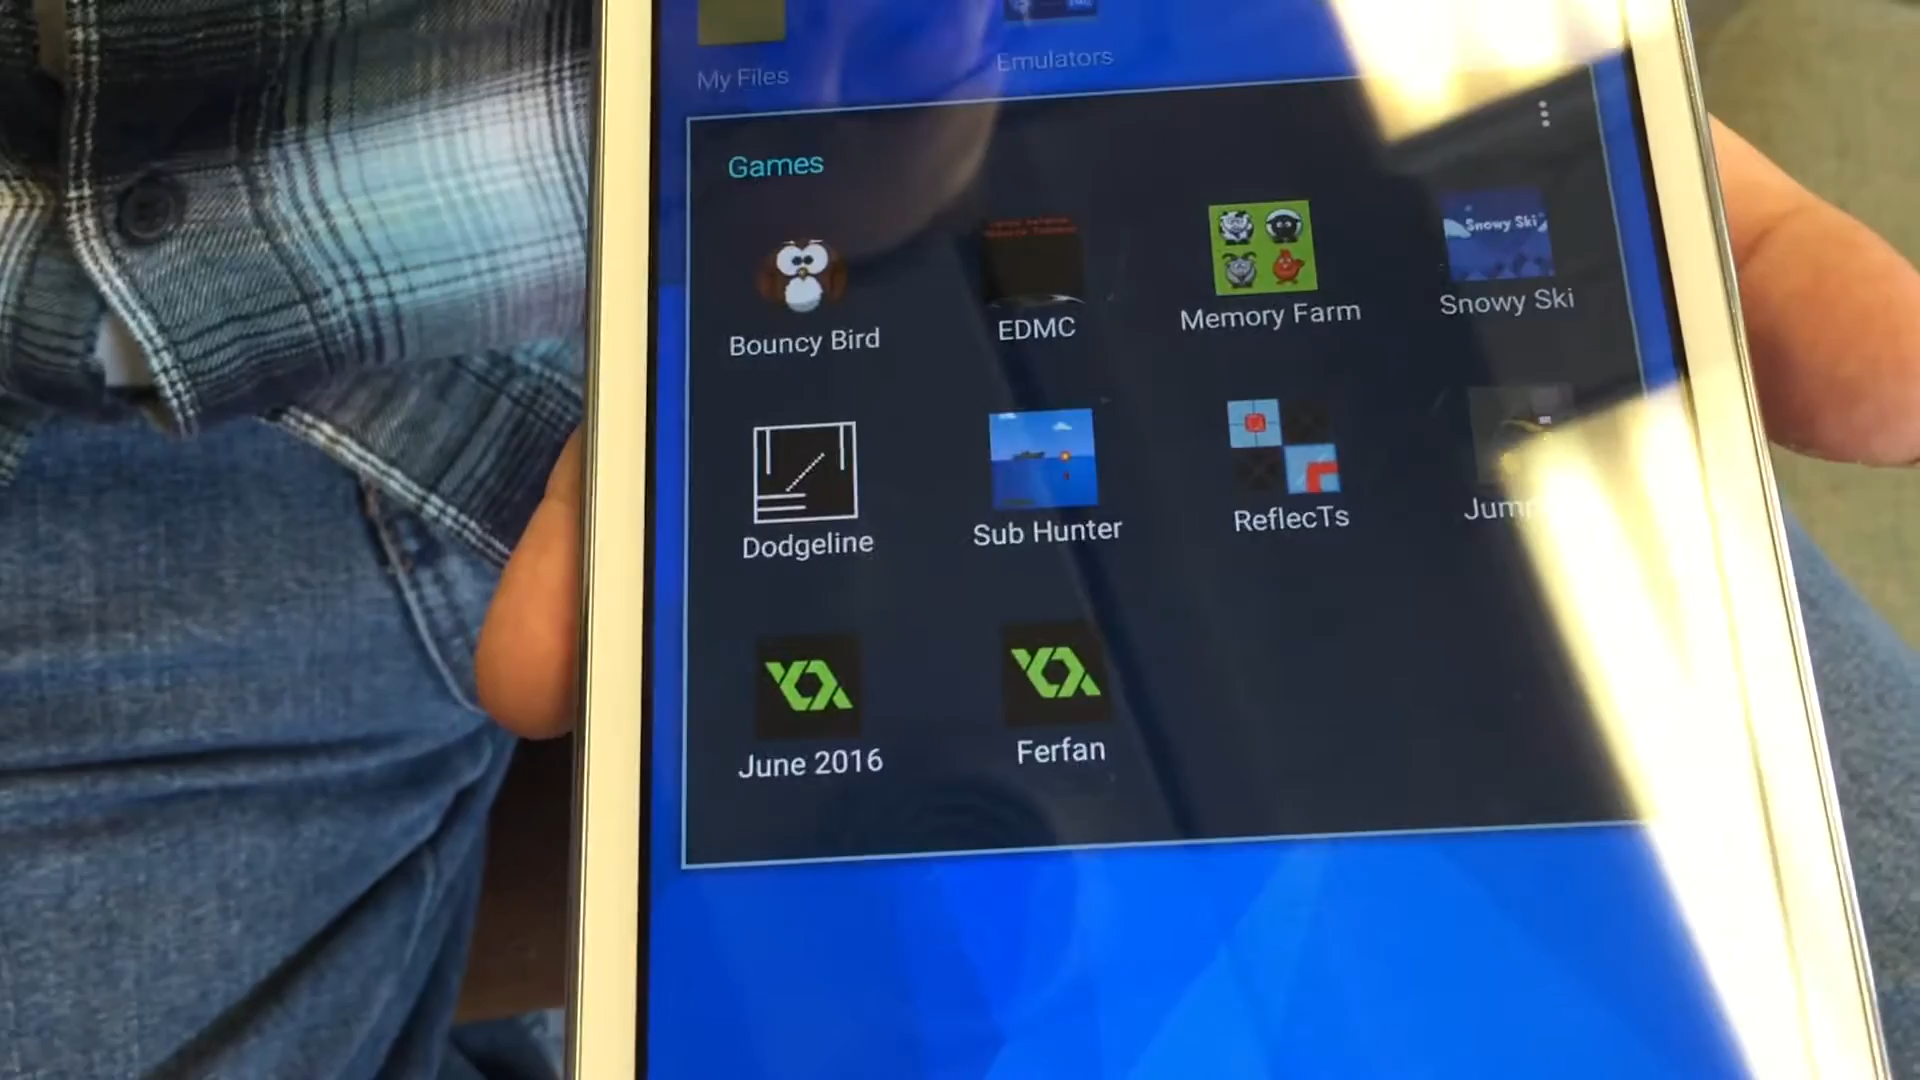 My Files
Emulators
Games
Bouncy Bird
EDMC
Memory Farm
Snowy Ski
Snowy Ski
Dodgeline
Sub Hunter
ReflecTs
June 2016
Ferfan